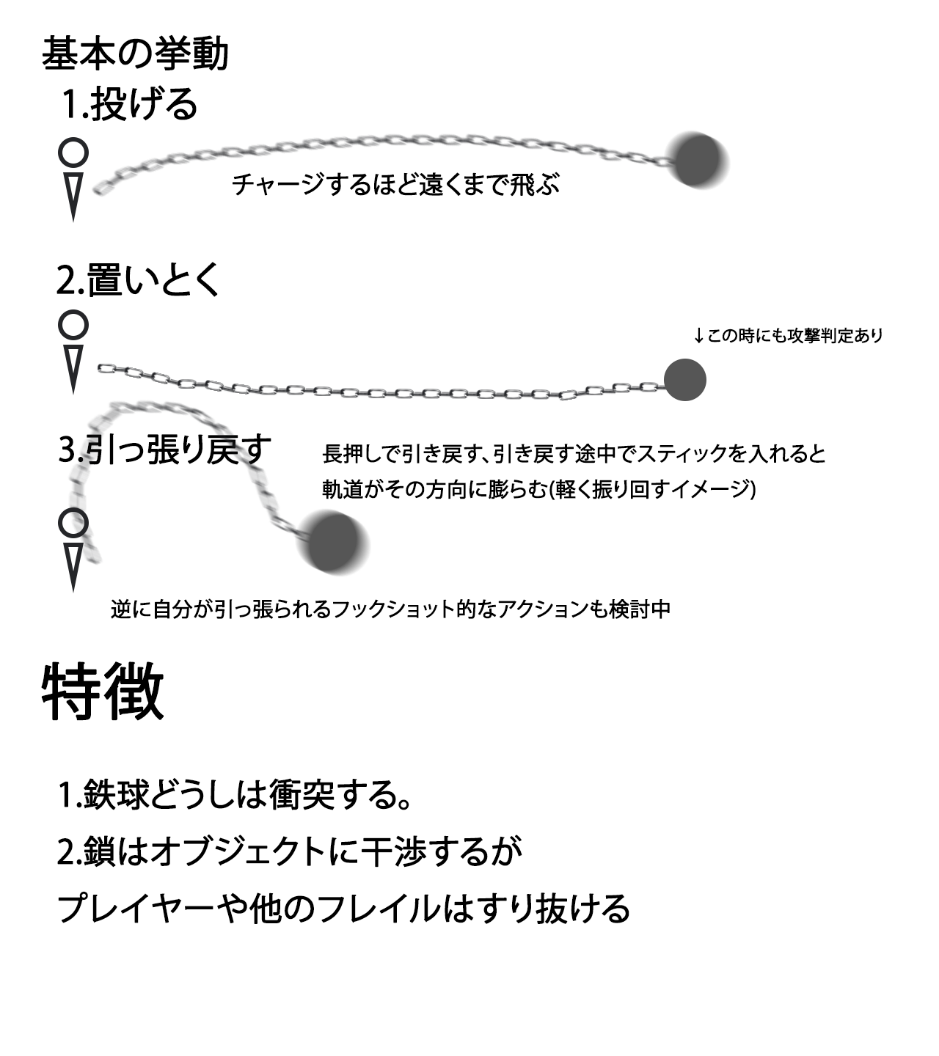 基本の挙動
1.投げる
チャージするほど遠くまで飛ぶ
2.置いとく
↓この時にも攻撃判定あり
3.引っ張り戻す
長押しで引き戻す、引き戻す途中でスティックを入れると
軌道がその方向に膨らむ(軽く振り回すイメージ)
逆に自分が引っ張られるフックショット的なアクションも検討中
特徴
1.鉄球どうしは衝突する。
2.鎖はオブジェクトに干渉するが
プレイヤーや他のフレイルはすり抜ける